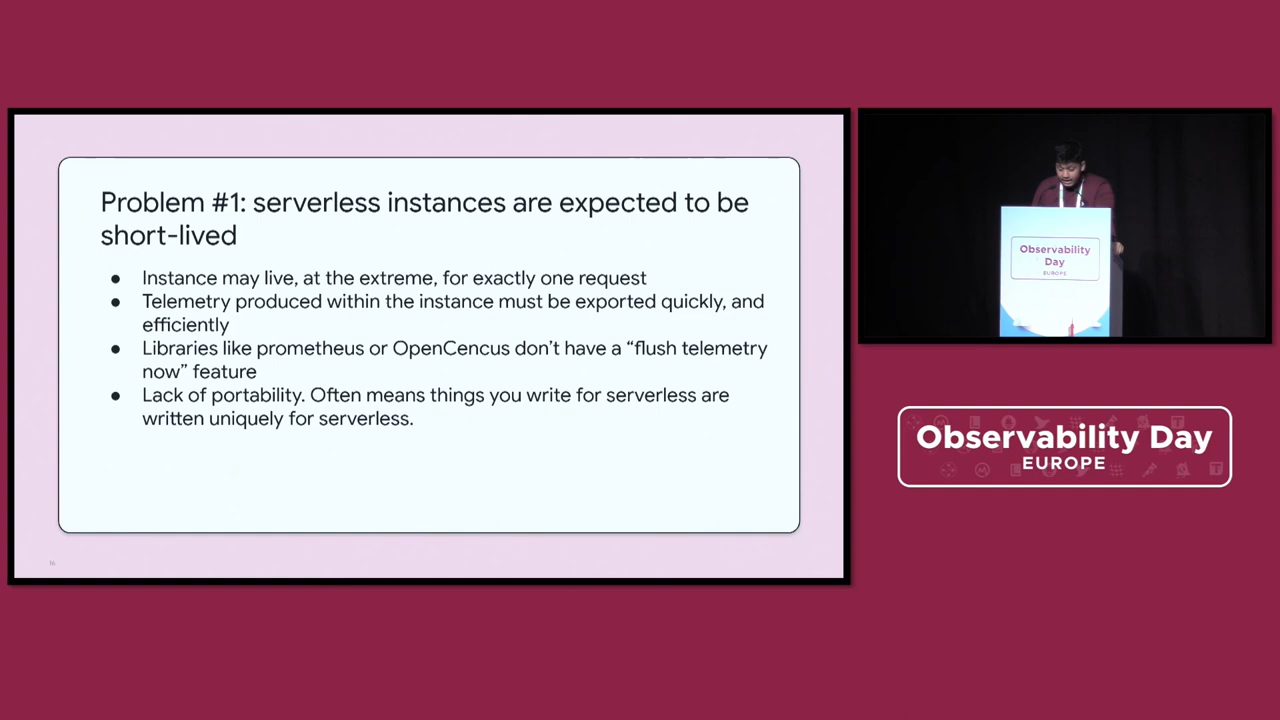 Problem #1: serverless instances are expected to be
short-lived
● Instance may live, at the extreme, for exactly one request
● Telemetry produced within the instance must be exported quickly, and
efficiently
● Libraries like prometheus or OpenCencus don't have a “flush telemetry
now” feature
● Lack of portability. Often means things you write for serverless are
written uniquely for serverless.
16
Observability
Day
EUROPE
Observability Day
EUROPE